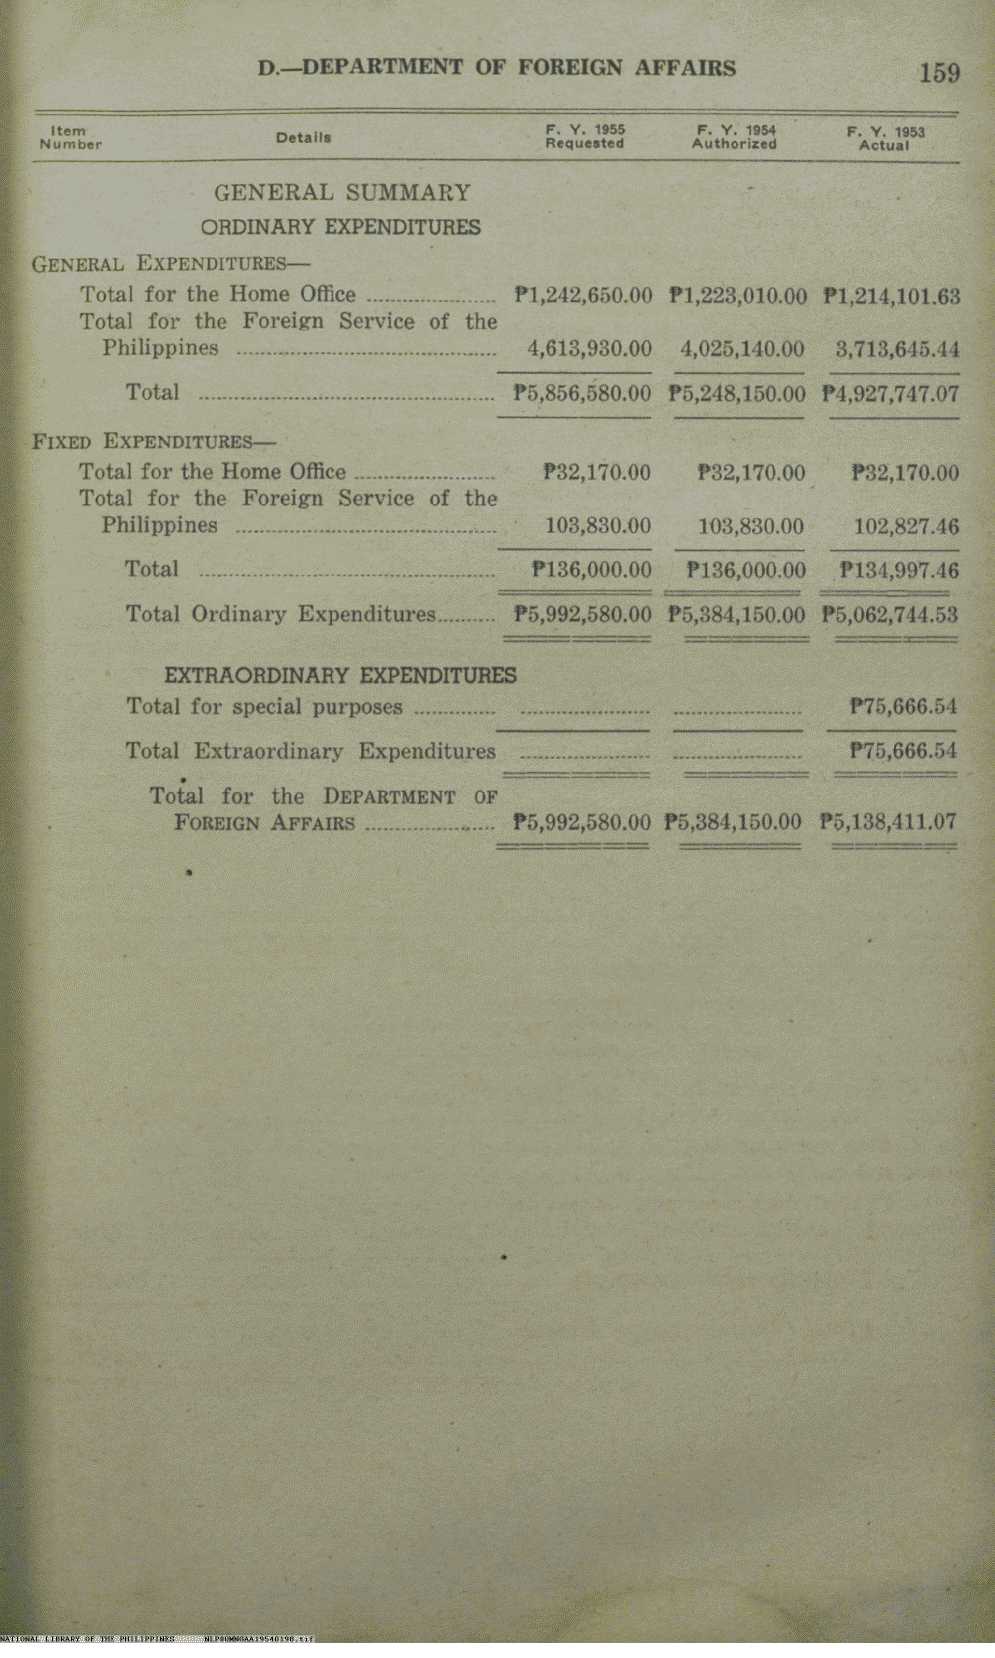 D.—DEPARTMENT OF FOREIGN AFFAIRS 159
Item Number Details F. Y. 1955 Requested F. Y. 1954 Authorized F. Y. 1953 Actual
GENERAL SUMMARY
ORDINARY EXPENDITURES
GENERAL EXPENDITURES—
Total for the Home Office ...................... ₱1,242,650.00 ₱1,223,010.00 ₱1,214,101.63
Total for the Foreign Service of the
Philippines ............................................ 4,613,930.00 4,025,140.00 3,713,645.44
Total .................................................. ₱5,856,580.00 ₱5,248,150.00 ₱4,927,747.07
FIXED EXPENDITURES—
Total for the Home Office ........................ ₱32,170.00 ₱32,170.00 ₱32,170.00
Total for the Foreign Service of the
Philippines ............................................ 103,830.00 103,830.00 102,827.46
Total .................................................. ₱136,000.00 ₱136,000.00 ₱134,997.46
Total Ordinary Expenditures.......... ₱5,992,580.00 ₱5,384,150.00 ₱5,062,744.53
EXTRAORDINARY EXPENDITURES
Total for special purposes .............. ...................... ...................... ₱75,666.54
Total Extraordinary Expenditures ...................... ...................... ₱75,666.54
Total for the DEPARTMENT OF
FOREIGN AFFAIRS ...................... ₱5,992,580.00 ₱5,384,150.00 ₱5,138,411.07
NATIONAL LIBRARY OF THE PHILIPPINES